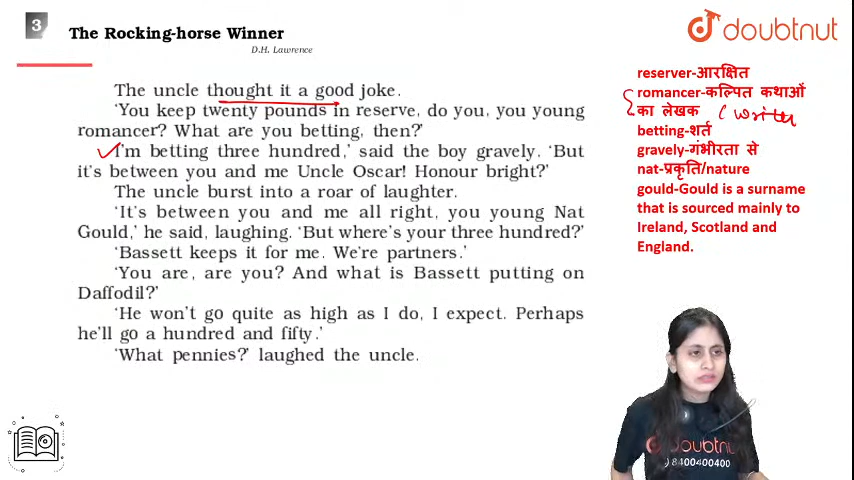 3
The Rocking-horse Winner
D.H. Lawrence
doubtnut
The uncle thought it a good joke.
‘You keep twenty pounds in reserve, do you, you young
romancer? What are you betting, then?’
‘I’m betting three hundred,’ said the boy gravely. ‘But
it’s between you and me Uncle Oscar! Honour bright?’
The uncle burst into a roar of laughter.
‘It’s between you and me all right, you young Nat
Gould,’ he said, laughing. ‘But where’s your three hundred?’
‘Bassett keeps it for me. We’re partners.’
‘You are, are you? And what is Bassett putting on
Daffodil?’
‘He won’t go quite as high as I do, I expect. Perhaps
he’ll go a hundred and fifty.’
‘What pennies?’ laughed the uncle.
reserver-आरक्षित
romancer-कल्पित कथाओं
का लेखक ( writer
betting-शर्त
gravely-गंभीरता से
nat-प्रकृति/nature
gould-Gould is a surname
that is sourced mainly to
Ireland, Scotland and
England.
doubtnut
8400400400